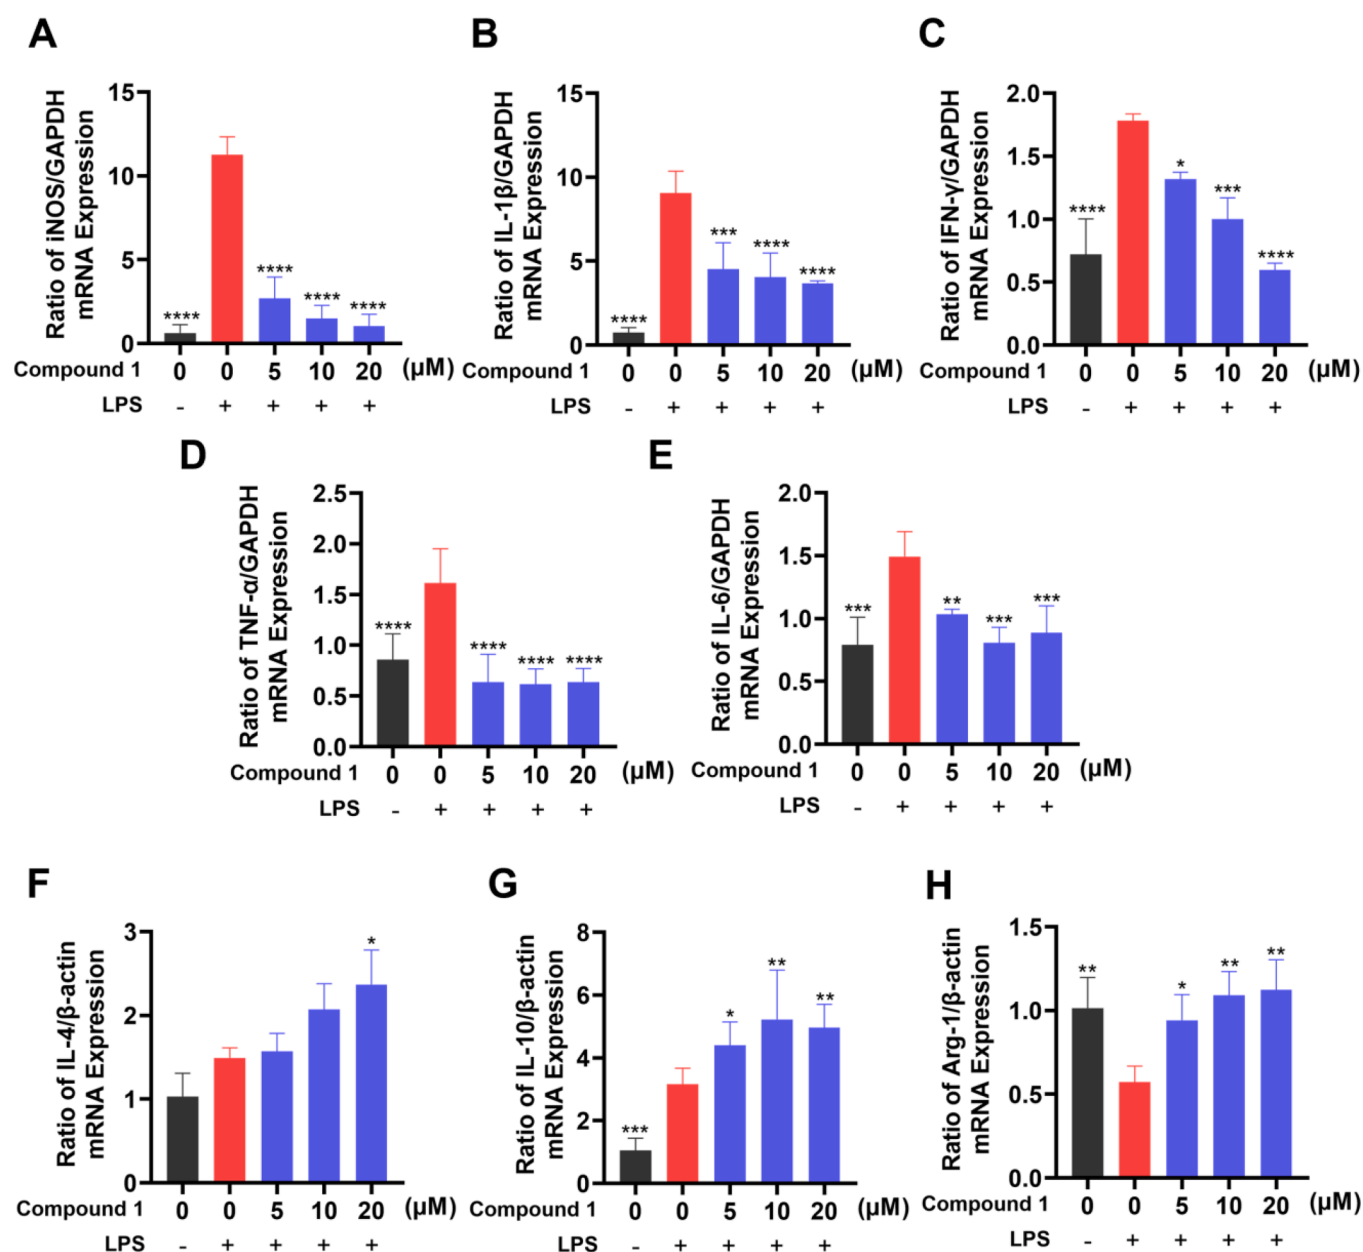 A
Ratio of iNOS/GAPDH
mRNA Expression
15
10
5
0
****
****
****
****
Compound 1 0 0 5 10 20 (μM)
LPS - + + + +
B
Ratio of IL-1β/GAPDH
mRNA Expression
15
10
5
0
****
***
****
****
Compound 1 0 0 5 10 20 (μM)
LPS - + + + +
C
Ratio of IFN-γ/GAPDH
mRNA Expression
2.0
1.5
1.0
0.5
0.0
****
*
***
****
Compound 1 0 0 5 10 20 (μM)
LPS - + + + +
D
Ratio of TNF-α/GAPDH
mRNA Expression
2.5
2.0
1.5
1.0
0.5
0.0
****
****
****
****
Compound 1 0 0 5 10 20 (μM)
LPS - + + + +
E
Ratio of IL-6/GAPDH
mRNA Expression
2.0
1.5
1.0
0.5
0.0
***
**
***
***
Compound 1 0 0 5 10 20 (μM)
LPS - + + + +
F
Ratio of IL-4/β-actin
mRNA Expression
3
2
1
0
*
Compound 1 0 0 5 10 20 (μM)
LPS - + + + +
G
Ratio of IL-10/β-actin
mRNA Expression
8
6
4
2
0
***
*
**
**
Compound 1 0 0 5 10 20 (μM)
LPS - + + + +
H
Ratio of Arg-1/β-actin
mRNA Expression
1.5
1.0
0.5
0.0
**
*
**
**
Compound 1 0 0 5 10 20 (μM)
LPS - + + + +